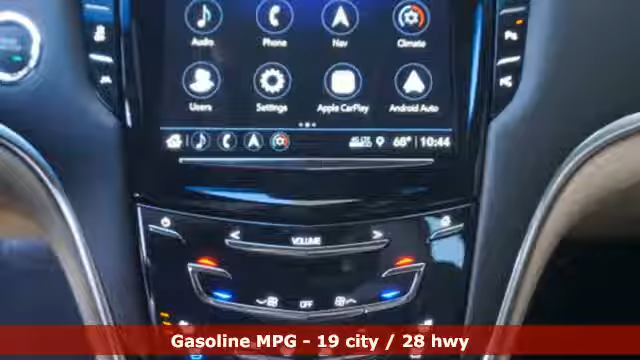 Audio Phone Nav Climate
Users Settings Apple CarPlay Android Auto
68° 10:44
VOLUME
OFF
Gasoline MPG - 19 city / 28 hwy